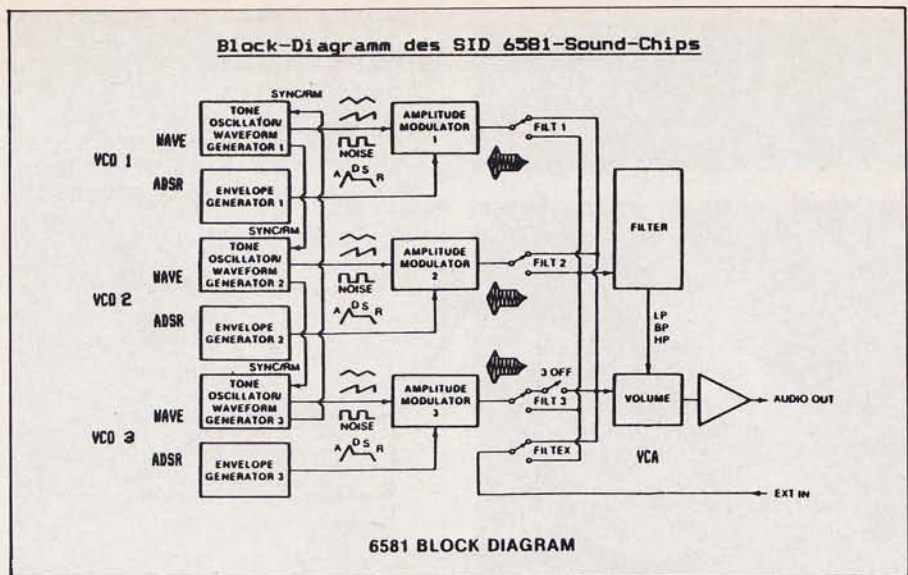 Block-Diagramm des SID 6581-Sound-Chips
SYNC/RM
VCO 1
WAVE
TONE
OSCILLATOR/
WAVEFORM
GENERATOR 1
NOISE
AMPLITUDE
MODULATOR
1
FILT 1
ADSR
ENVELOPE
GENERATOR 1
A D S R
SYNC/RM
VCO 2
WAVE
TONE
OSCILLATOR/
WAVEFORM
GENERATOR 2
NOISE
AMPLITUDE
MODULATOR
2
FILT 2
FILTER
ADSR
ENVELOPE
GENERATOR 2
A D S R
LP
BP
HP
SYNC/RM
VCO 3
WAVE
TONE
OSCILLATOR/
WAVEFORM
GENERATOR 3
NOISE
AMPLITUDE
MODULATOR
3
3 OFF
FILT 3
VOLUME
AUDIO OUT
ADSR
ENVELOPE
GENERATOR 3
A D S R
FILTEX
VCA
EXT IN
6581 BLOCK DIAGRAM